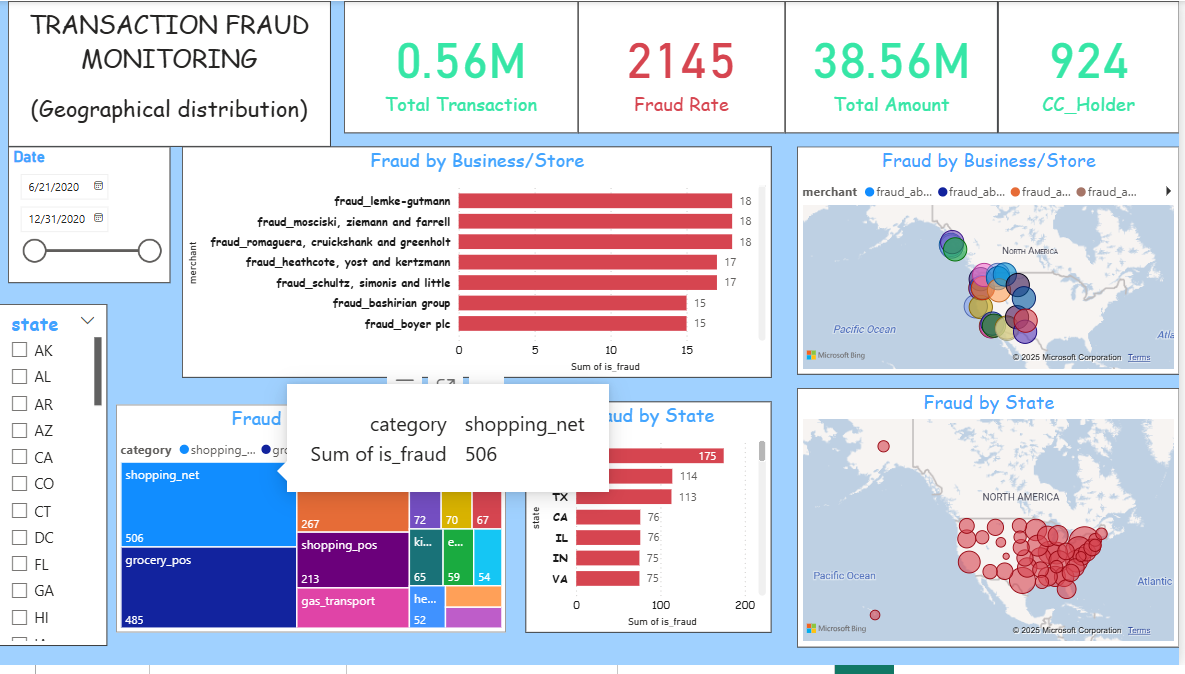 TRANSACTION FRAUD
MONITORING
(Geographical distribution)
0.56M
Total Transaction
2145
Fraud Rate
38.56M
Total Amount
924
CC_Holder
Date
6/21/2020
12/31/2020
state
AK
AL
AR
AZ
CA
CO
CT
DC
FL
GA
HI
Fraud by Business/Store
merchant
fraud_lemke-gutmann 18
fraud_mosciski, ziemann and farrell 18
fraud_romaguera, cruickshank and greenholt 18
fraud_heathcote, yost and kertzmann 17
fraud_schultz, simonis and little 17
fraud_bashirian group 15
fraud_boyer plc 15
0 5 10 15
Sum of is_fraud
Fraud by Business/Store
merchant fraud_ab... fraud_ab... fraud_a... fraud_a...
NORTH AMERICA
Pacific Ocean
Atla
Microsoft Bing
© 2025 Microsoft Corporation Terms
Fraud
category shopping_... gro
shopping_net
506
grocery_pos
485
267
shopping_pos
213
gas_transport
72
70
67
ki...
65
e...
59
54
he...
52
category shopping_net
Sum of is_fraud 506
aud by State
state
175
114
TX 113
CA 76
IL 76
IN 75
VA 75
0 100 200
Sum of is_fraud
Fraud by State
NORTH AMERICA
Pacific Ocean
Atlantic
Microsoft Bing
© 2025 Microsoft Corporation Terms